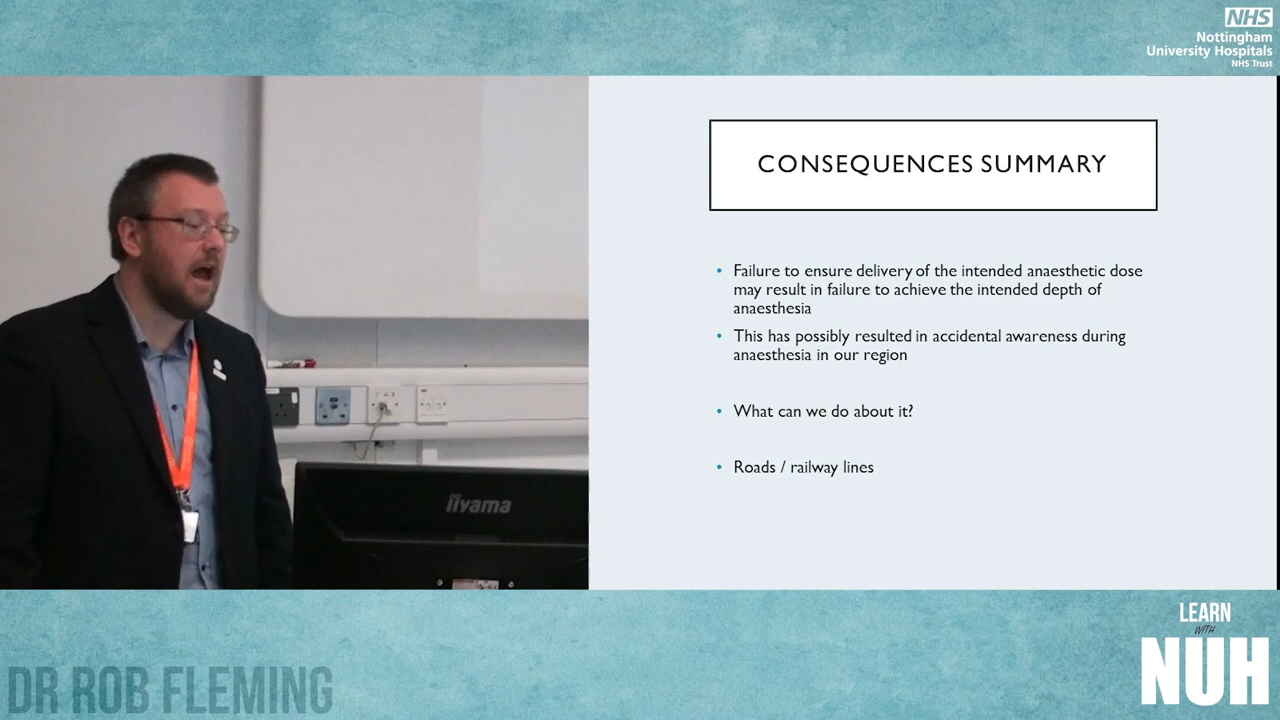 NHS
Nottingham
University Hospitals
NHS Trust
CONSEQUENCES SUMMARY
• Failure to ensure delivery of the intended anaesthetic dose
may result in failure to achieve the intended depth of
anaesthesia
• This has possibly resulted in accidental awareness during
anaesthesia in our region
• What can we do about it?
• Roads / railway lines
iiyama
DR ROB FLEMING
LEARN
WITH
NUH